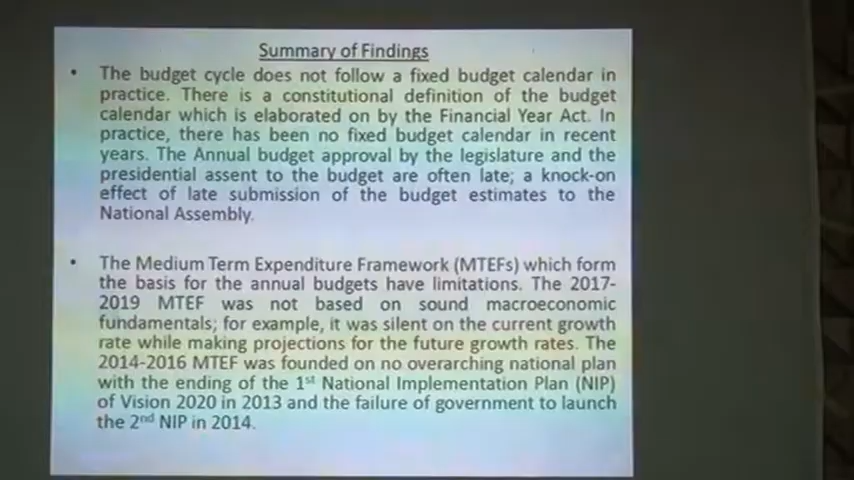 Summary of Findings
• The budget cycle does not follow a fixed budget calendar in
practice. There is a constitutional definition of the budget
calendar which is elaborated on by the Financial Year Act. In
practice, there has been no fixed budget calendar in recent
years. The Annual budget approval by the legislature and the
presidential assent to the budget are often late; a knock-on
effect of late submission of the budget estimates to the
National Assembly.
• The Medium Term Expenditure Framework (MTEFs) which form
the basis for the annual budgets have limitations. The 2017-
2019 MTEF was not based on sound macroeconomic
fundamentals; for example, it was silent on the current growth
rate while making projections for the future growth rates. The
2014-2016 MTEF was founded on no overarching national plan
with the ending of the 1st National Implementation Plan (NIP)
of Vision 2020 in 2013 and the failure of government to launch
the 2nd NIP in 2014.